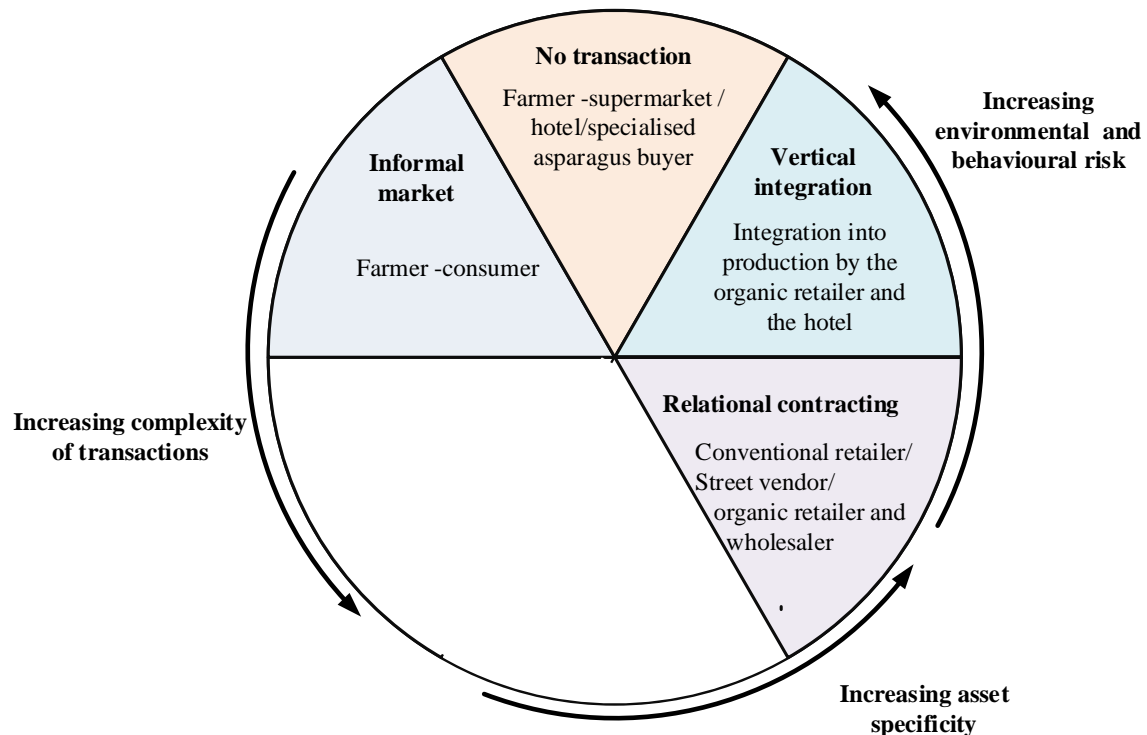 No transaction
Farmer -supermarket /
hotel/specialised
asparagus buyer
Increasing
environmental and
behavioural risk
Informal
market
Farmer -consumer
Vertical
integration
Integration into
production by the
organic retailer and
the hotel
Increasing complexity
of transactions
Relational contracting
Conventional retailer/
Street vendor/
organic retailer and
wholesaler
Increasing asset
specificity